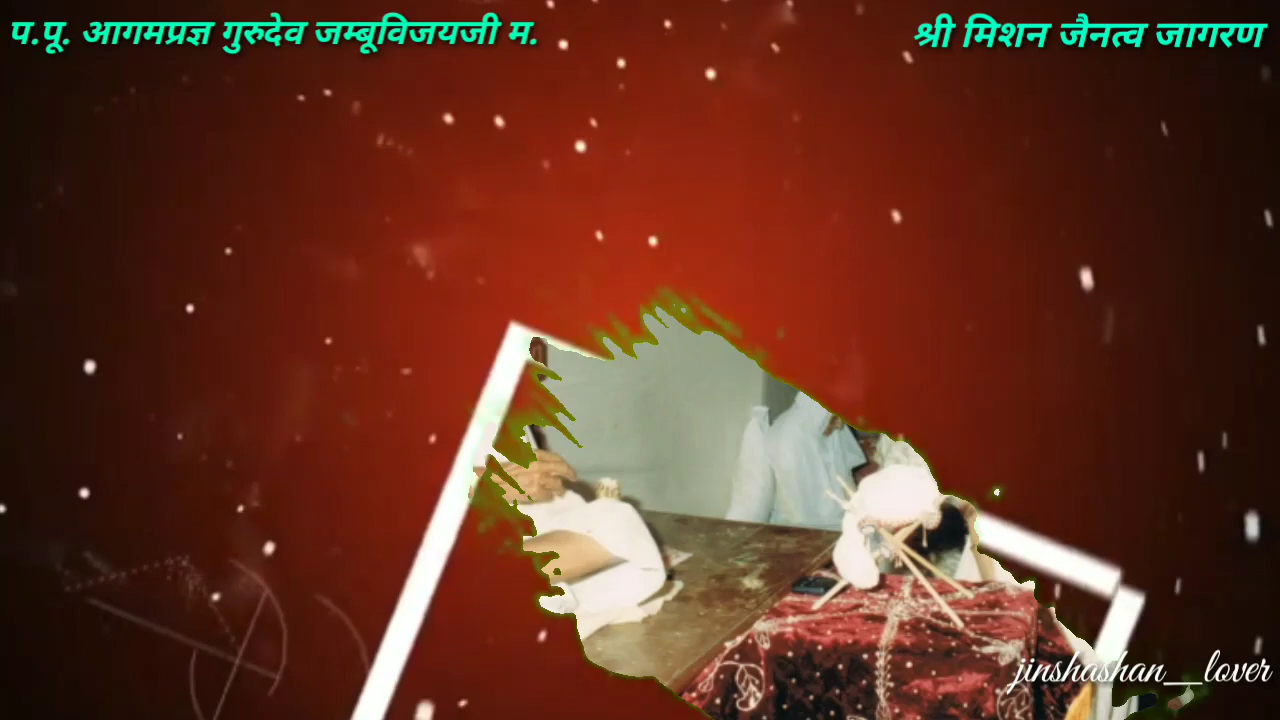 प.पू. आगमप्रज्ञ गुरुदेव जम्बूविजयजी म.
श्री मिशन जैनत्व जागरण
jinshashan__lover